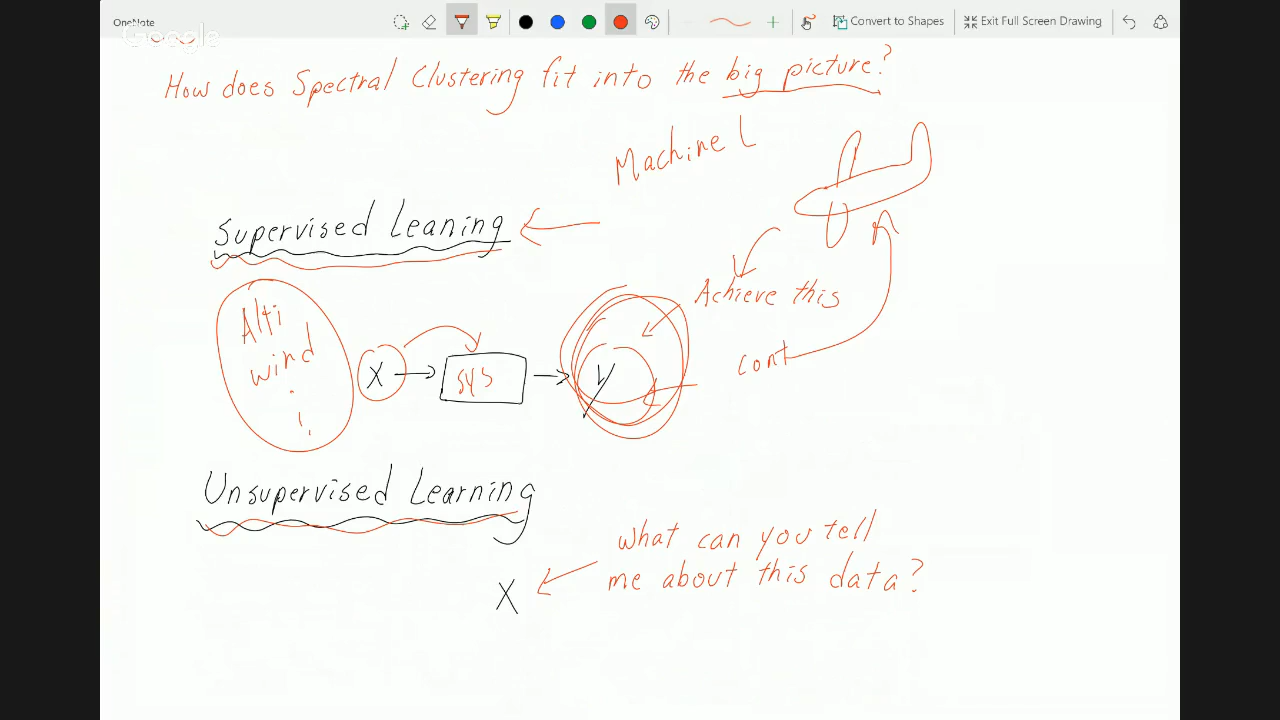 OneNote
Convert to Shapes
Exit Full Screen Drawing
Google
How does Spectral Clustering fit into the big picture?
Machine L
Supervised Leaning
Achieve this
Alti
wind
X
sys
y
cont
Unsupervised Learning
what can you tell
me about this data?
X